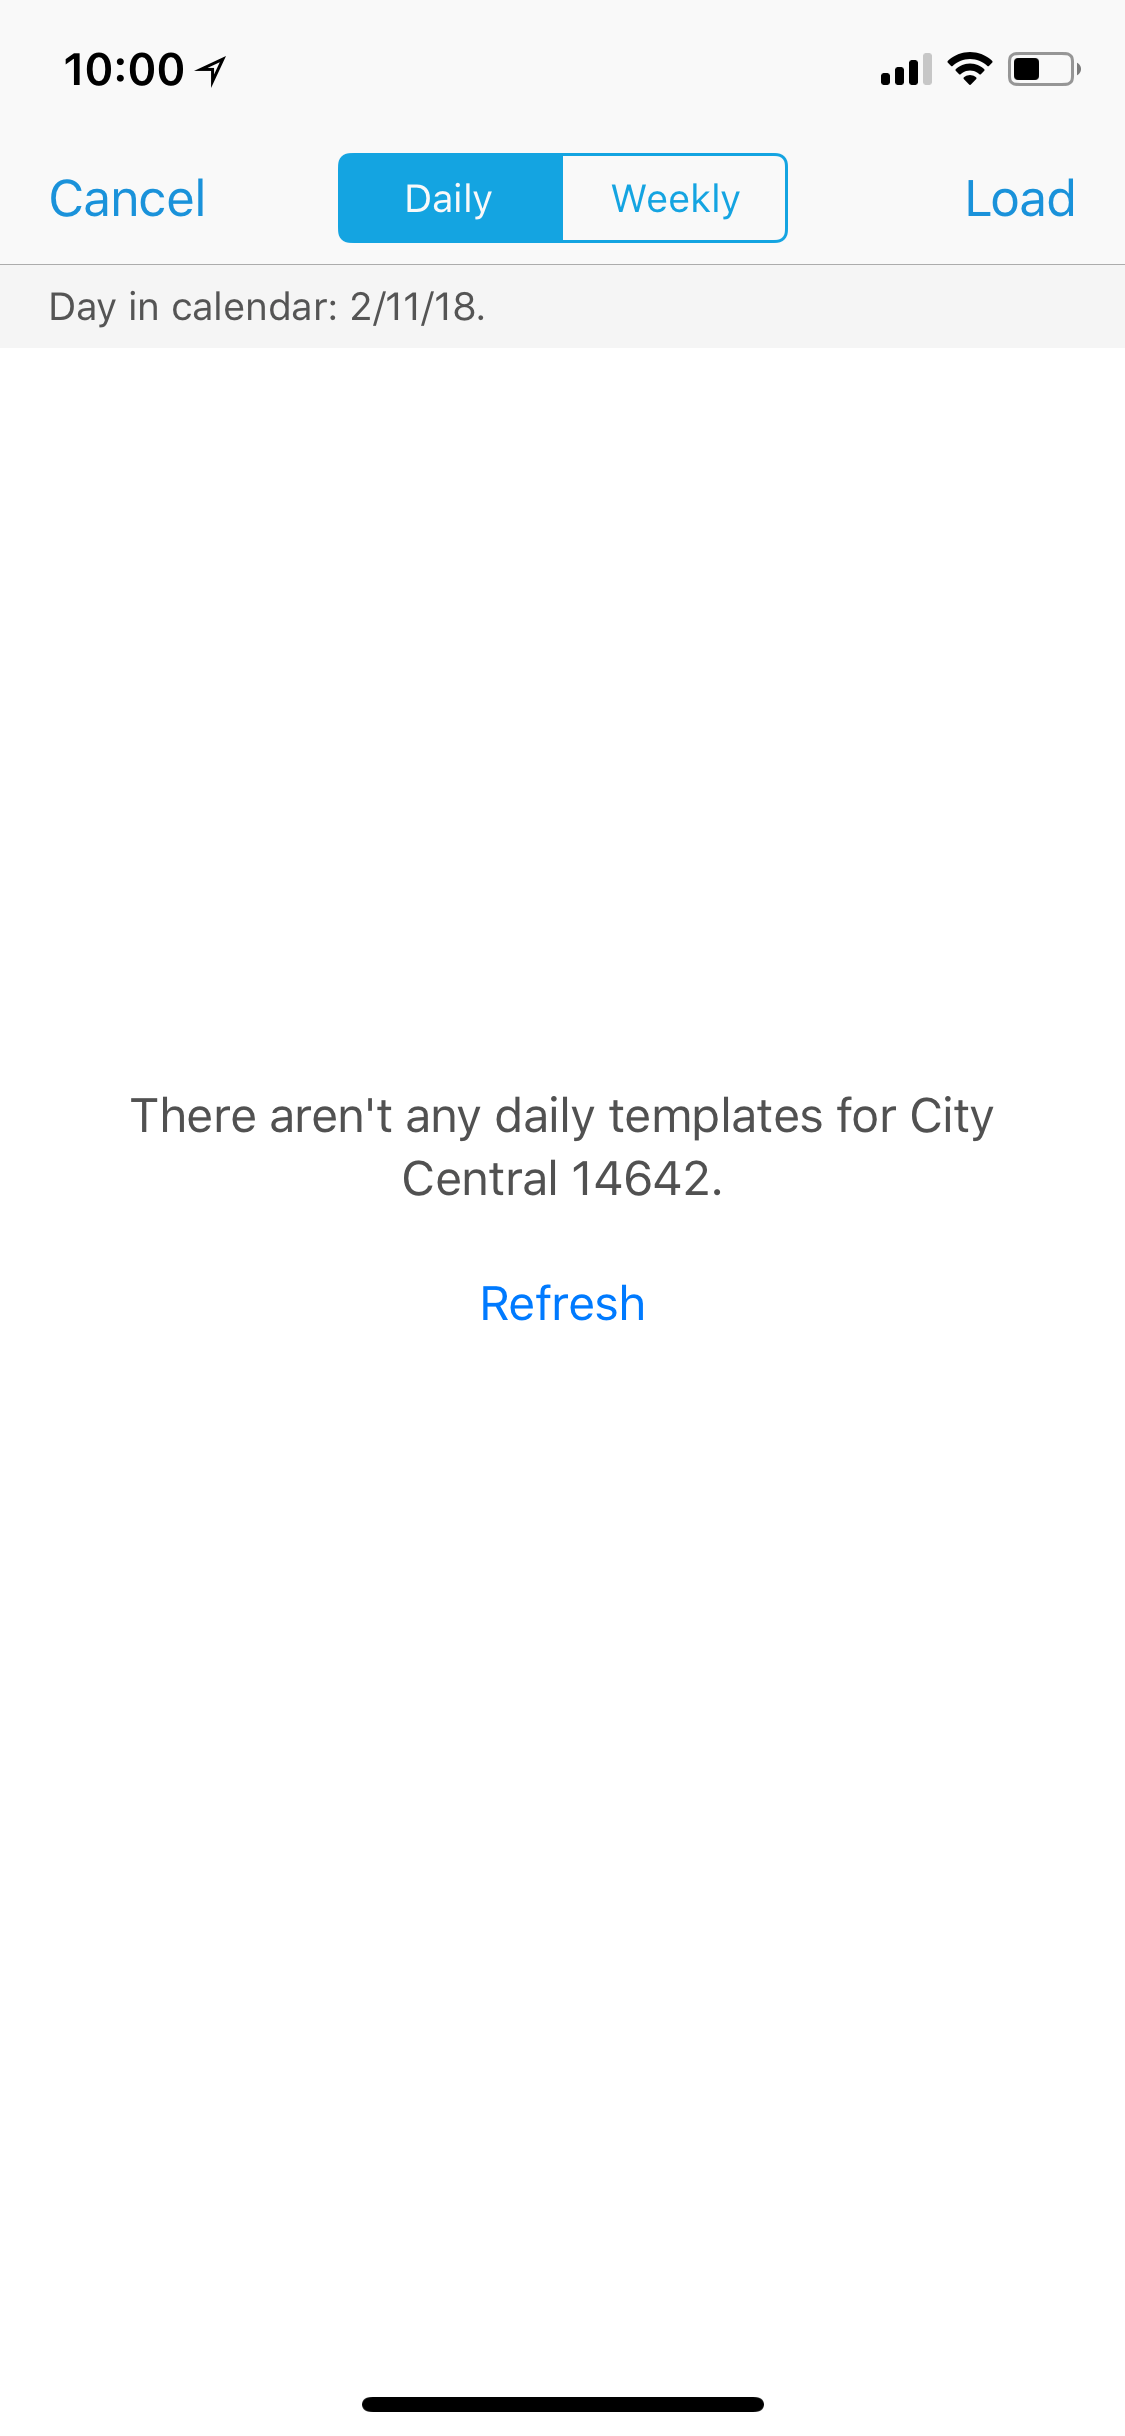 10:00
Cancel
Daily
Weekly
Load
Day in calendar: 2/11/18.
There aren't any daily templates for City
Central 14642.
Refresh